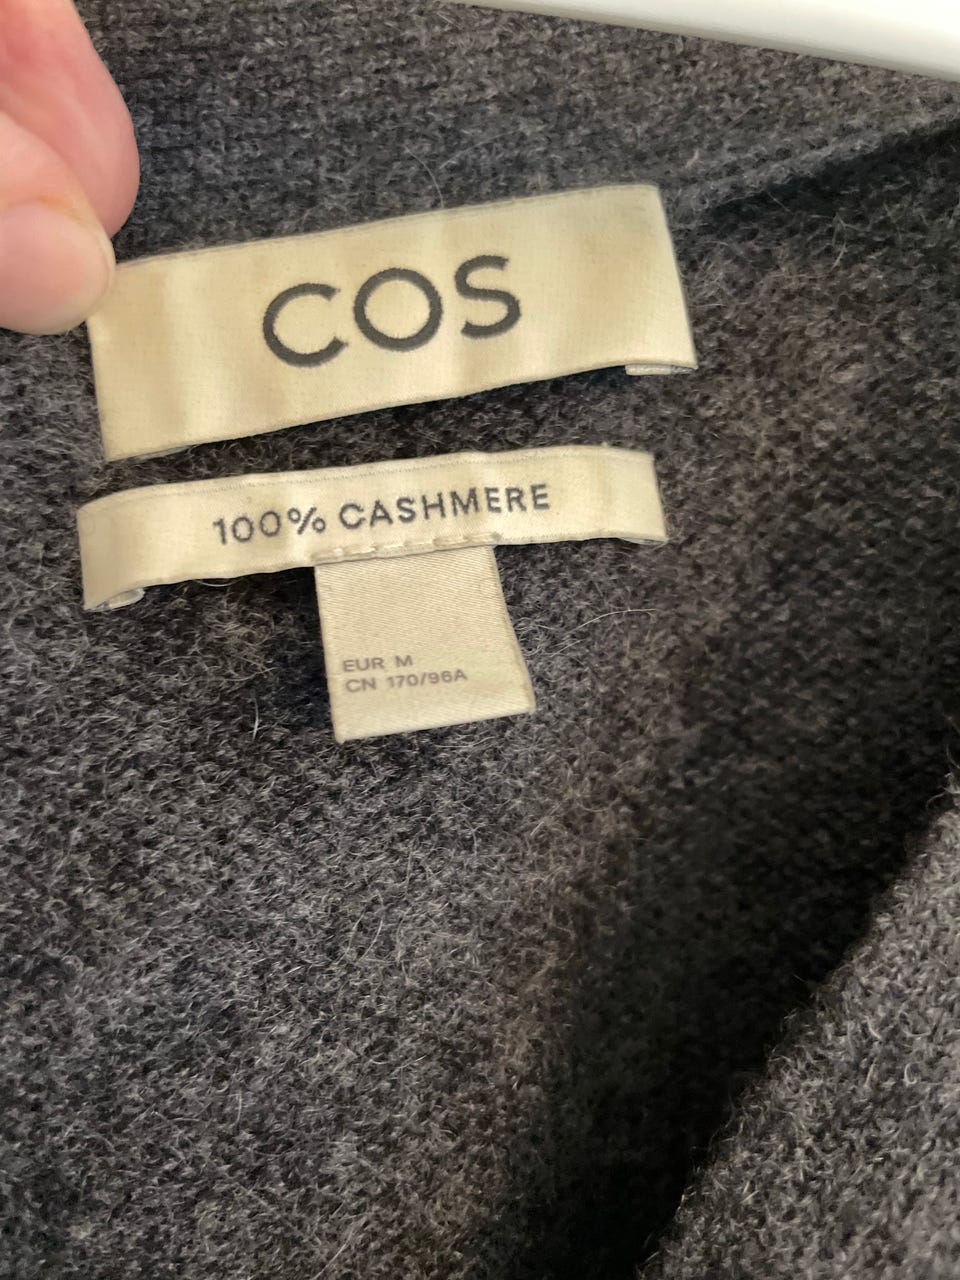 COS
100% CASHMERE
EUR M
CN 170/96A